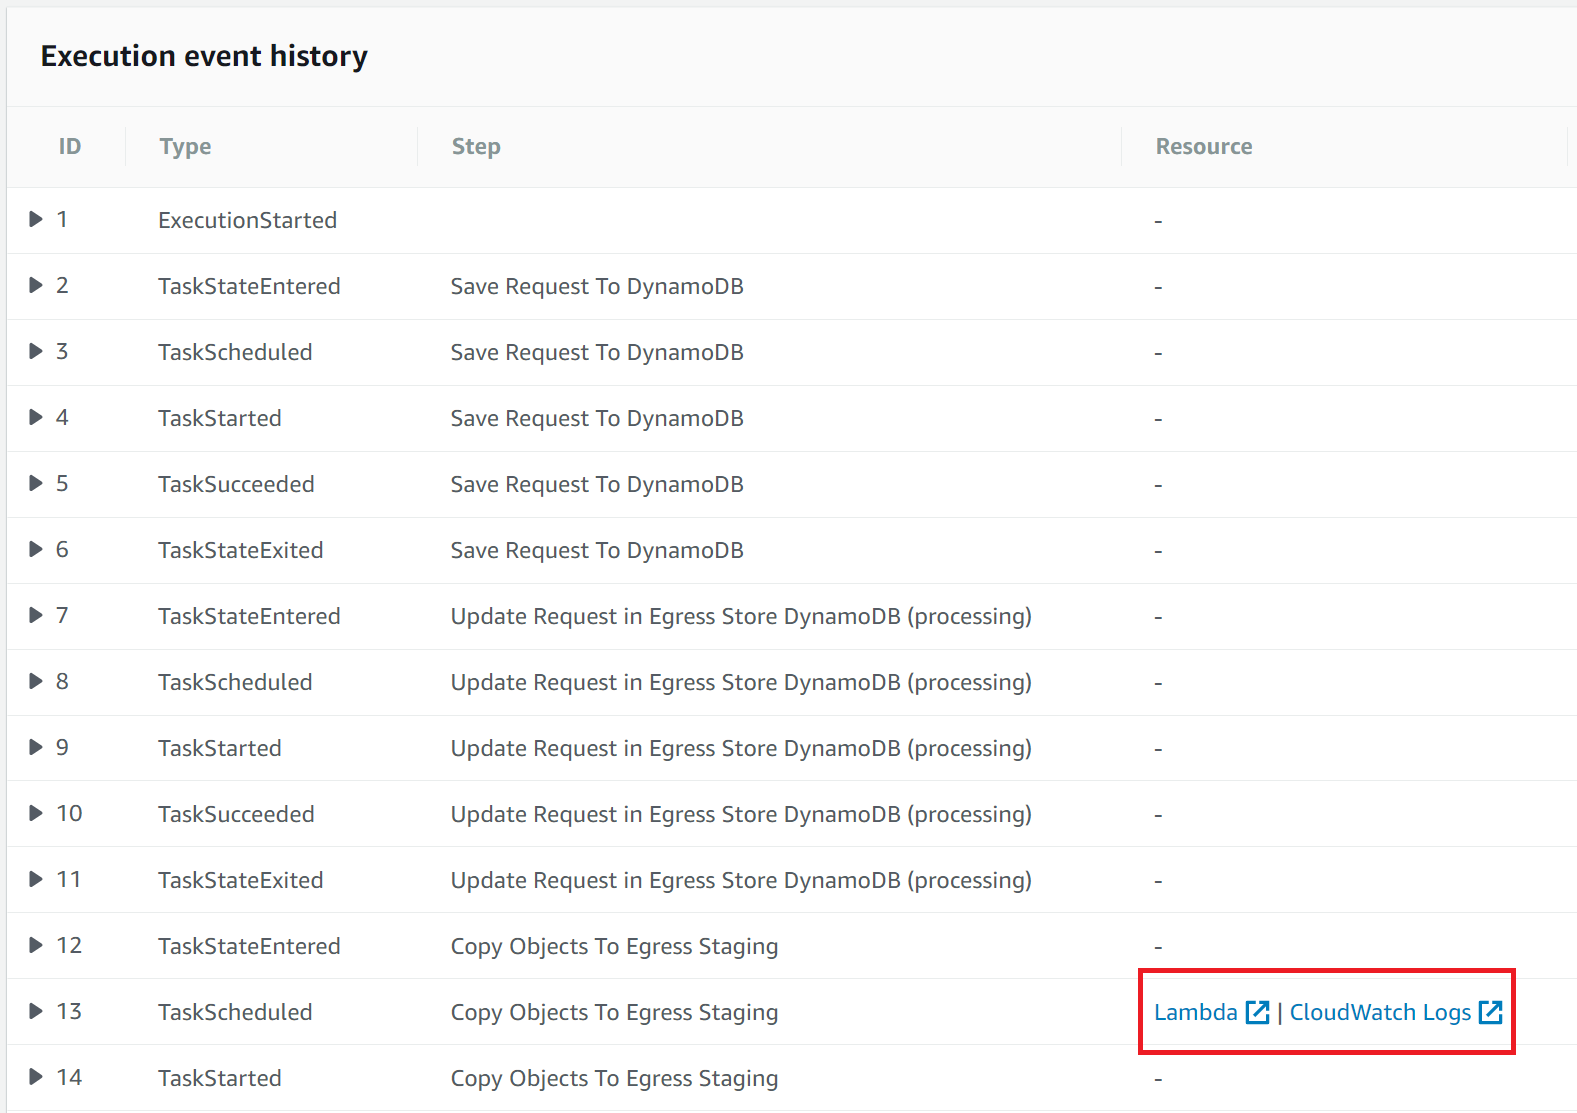 Execution event history
ID Type Step Resource
1 ExecutionStarted -
2 TaskStateEntered Save Request To DynamoDB -
3 TaskScheduled Save Request To DynamoDB -
4 TaskStarted Save Request To DynamoDB -
5 TaskSucceeded Save Request To DynamoDB -
6 TaskStateExited Save Request To DynamoDB -
7 TaskStateEntered Update Request in Egress Store DynamoDB (processing) -
8 TaskScheduled Update Request in Egress Store DynamoDB (processing) -
9 TaskStarted Update Request in Egress Store DynamoDB (processing) -
10 TaskSucceeded Update Request in Egress Store DynamoDB (processing) -
11 TaskStateExited Update Request in Egress Store DynamoDB (processing) -
12 TaskStateEntered Copy Objects To Egress Staging -
13 TaskScheduled Copy Objects To Egress Staging Lambda | CloudWatch Logs
14 TaskStarted Copy Objects To Egress Staging -